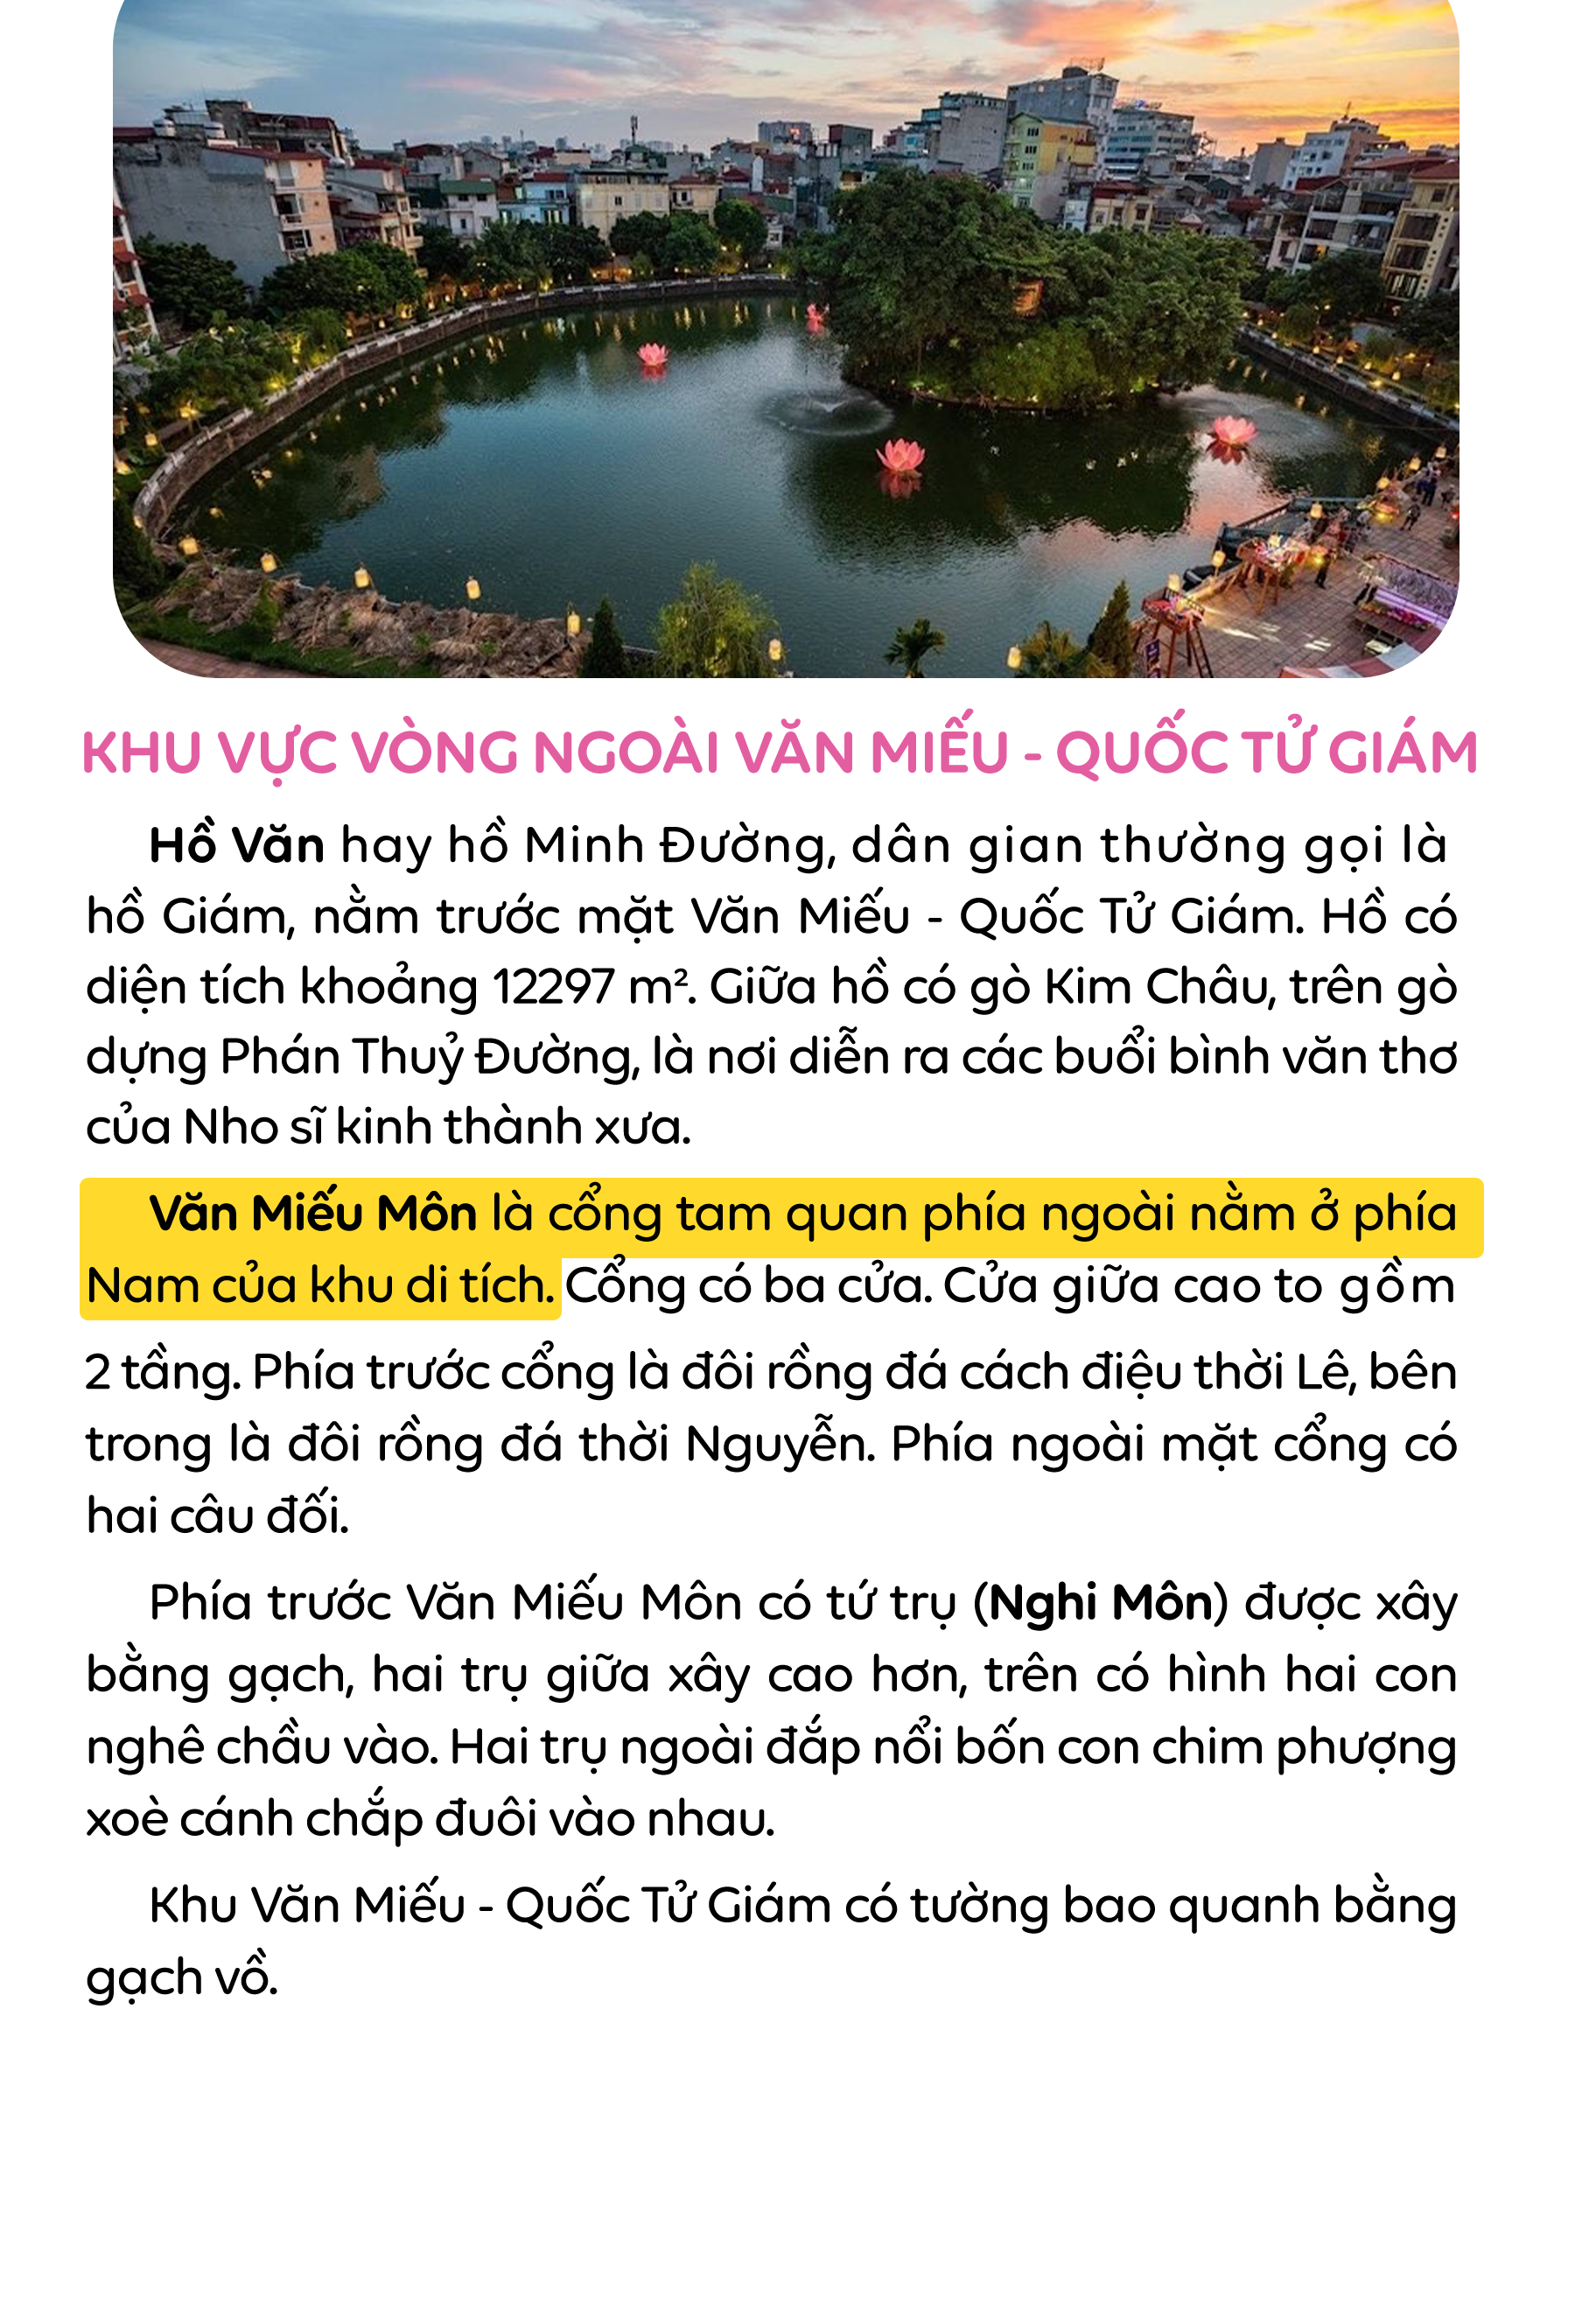 KHU VỰC VÒNG NGOÀI VĂN MIẾU - QUỐC TỬ GIÁM
Hồ Văn hay hồ Minh Đường, dân gian thường gọi là
hồ Giám, nằm trước mặt Văn Miếu - Quốc Tử Giám. Hồ có
diện tích khoảng 12297 m². Giữa hồ có gò Kim Châu, trên gò
dựng Phán Thuỷ Đường, là nơi diễn ra các buổi bình văn thơ
của Nho sĩ kinh thành xưa.
Văn Miếu Môn là cổng tam quan phía ngoài nằm ở phía
Nam của khu di tích. Cổng có ba cửa. Cửa giữa cao to gồm
2 tầng. Phía trước cổng là đôi rồng đá cách điệu thời Lê, bên
trong là đôi rồng đá thời Nguyễn. Phía ngoài mặt cổng có
hai câu đối.
Phía trước Văn Miếu Môn có tứ trụ (Nghi Môn) được xây
bằng gạch, hai trụ giữa xây cao hơn, trên có hình hai con
nghê chầu vào. Hai trụ ngoài đắp nổi bốn con chim phượng
xoè cánh chắp đuôi vào nhau.
Khu Văn Miếu - Quốc Tử Giám có tường bao quanh bằng
gạch vồ.